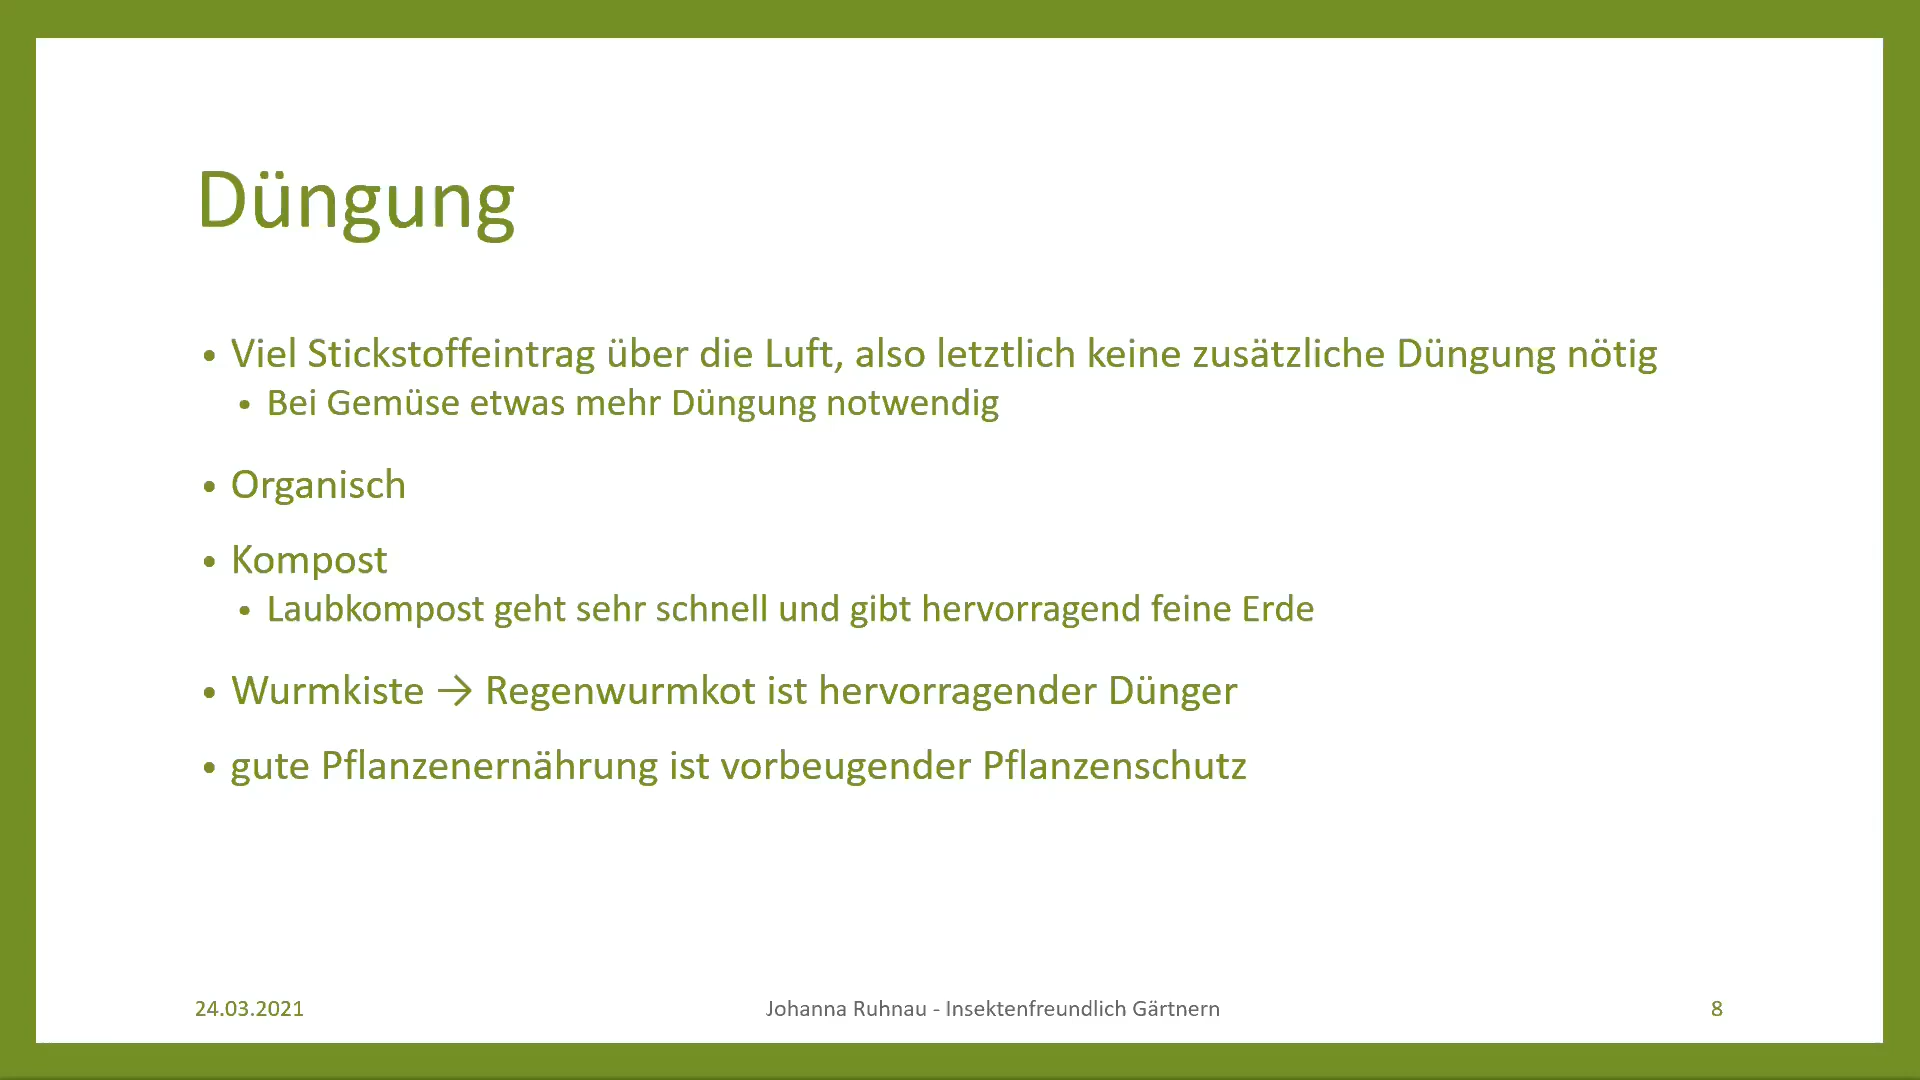 Düngung
• Viel Stickstoffeintrag über die Luft, also letztlich keine zusätzliche Düngung nötig
• Bei Gemüse etwas mehr Düngung notwendig
• Organisch
• Kompost
• Laubkompost geht sehr schnell und gibt hervorragend feine Erde
• Wurmkiste → Regenwurmkot ist hervorragender Dünger
• gute Pflanzenernährung ist vorbeugender Pflanzenschutz
24.03.2021
Johanna Ruhnau - Insektenfreundlich Gärtnern
8